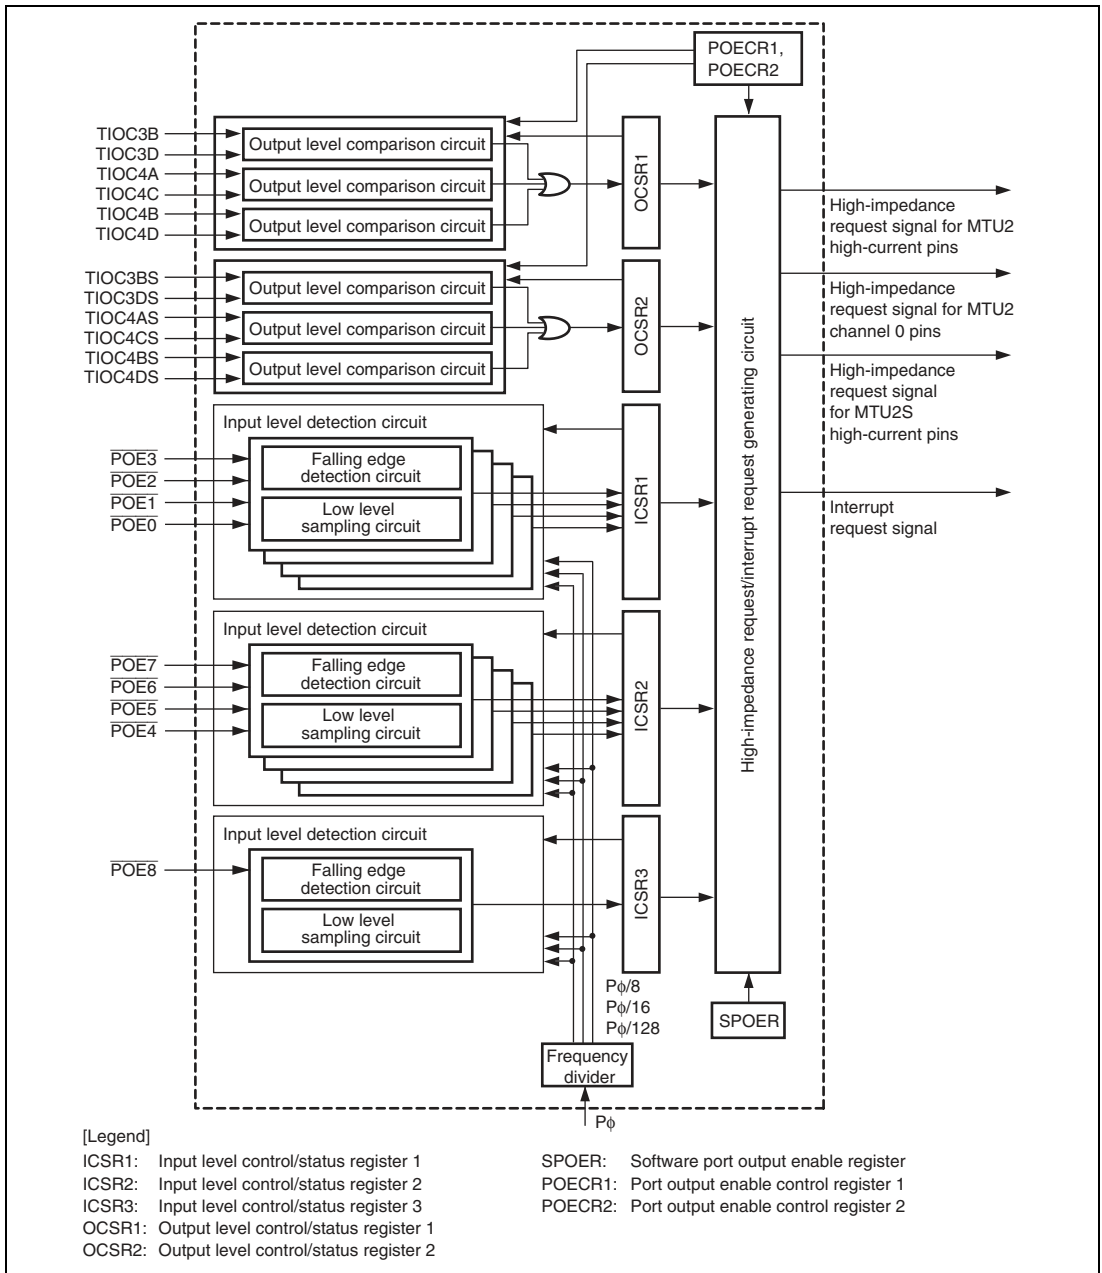 POECR1,
POECR2
TIOC3B
TIOC3D
TIOC4A
TIOC4C
TIOC4B
TIOC4D
Output level comparison circuit
Output level comparison circuit
Output level comparison circuit
OCSR1
TIOC3BS
TIOC3DS
TIOC4AS
TIOC4CS
TIOC4BS
TIOC4DS
Output level comparison circuit
Output level comparison circuit
Output level comparison circuit
OCSR2
High-impedance request/interrupt request generating circuit
High-impedance
request signal for MTU2
high-current pins
High-impedance
request signal for MTU2
channel 0 pins
High-impedance
request signal
for MTU2S
high-current pins
Interrupt
request signal
Input level detection circuit
POE3
POE2
POE1
POE0
Falling edge
detection circuit
Low level
sampling circuit
ICSR1
Input level detection circuit
POE7
POE6
POE5
POE4
Falling edge
detection circuit
Low level
sampling circuit
ICSR2
Input level detection circuit
POE8
Falling edge
detection circuit
Low level
sampling circuit
ICSR3
Pϕ/8
Pϕ/16
Pϕ/128
SPOER
Frequency
divider
Pϕ
[Legend]
ICSR1: Input level control/status register 1
ICSR2: Input level control/status register 2
ICSR3: Input level control/status register 3
OCSR1: Output level control/status register 1
OCSR2: Output level control/status register 2
SPOER: Software port output enable register
POECR1: Port output enable control register 1
POECR2: Port output enable control register 2